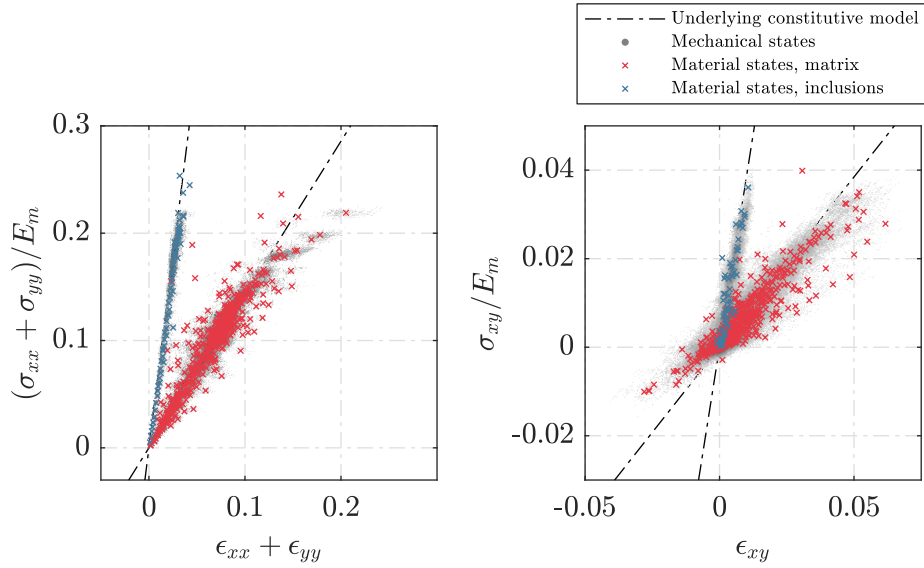 Underlying constitutive model
Mechanical states
Material states, matrix
Material states, inclusions
0.3
0.2
0.1
0
0 0.1 0.2
(σxx + σyy)/Em
ϵxx + ϵyy
0.04
0.02
0
-0.02
-0.05 0 0.05
σxy/Em
ϵxy